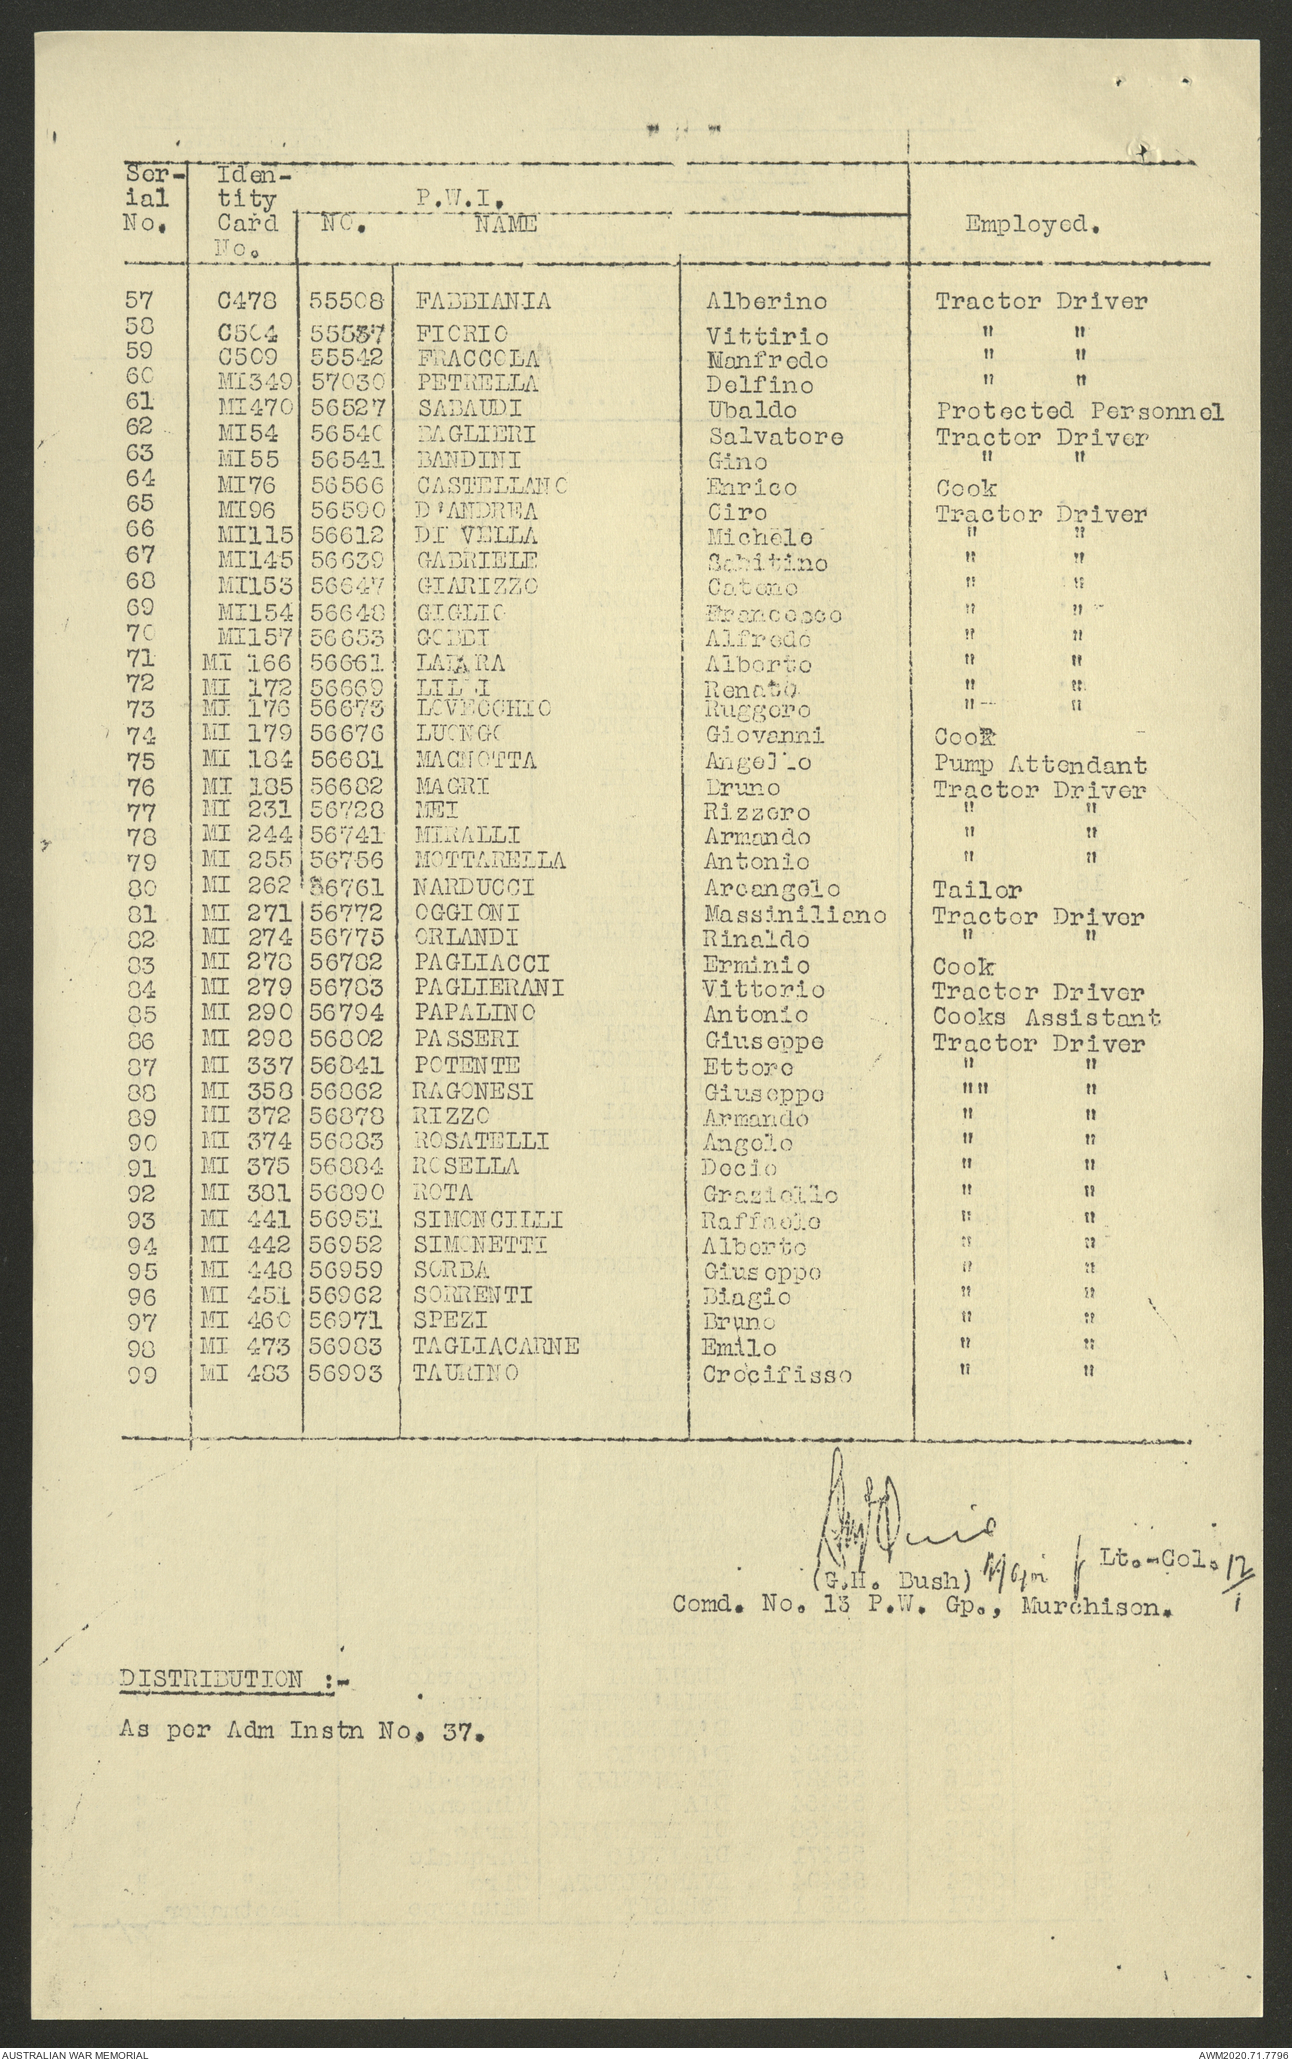 Ser-
ial
No.
Iden-
tity
Card
No.
P.W.I.
NO. NAME
Employed.
57 C478 55508 FABBIANIA Alberino Tractor Driver
58 C504 55537 FIORIO Vittirio " "
59 C509 55542 FRACCOLA Manfredo " "
60 MI349 57030 PETRELLA Delfino " "
61 MI470 56527 SABAUDI Ubaldo Protected Personnel
62 MI54 56540 BAGLIERI Salvatore Tractor Driver
63 MI55 56541 BANDINI Gino " "
64 MI76 56566 CASTELLANO Enrico Cook
65 MI96 56590 D'ANDREA Ciro Tractor Driver
66 MI115 56612 DI VELLA Michele " "
67 MI145 56639 GABRIELE Sabitino " "
68 MI153 56647 GIARIZZO Cateno " "
69 MI154 56648 GIGLIO Francesco " "
70 MI157 56653 GOBBI Alfredo " "
71 MI 166 56661 Alberto " "
72 MI 172 56669 Renato " "
73 MI 176 56673 LOVECCHIO Ruggero " "
74 MI 179 56676 LUONGO Giovanni Cook
75 MI 184 56681 MAGNOTTA Angello Pump Attendant
76 MI 185 56682 MAGRI Bruno Tractor Driver
77 MI 231 56728 MEI Rizzero " "
78 MI 244 56741 MIRALLI Armando " "
79 MI 255 56756 MOTTARELLA Antonio " "
80 MI 262 56761 NARDUCCI Arcangelo Tailor
81 MI 271 56772 OGGIONI Massiniliano Tractor Driver
82 MI 274 56775 ORLANDI Rinaldo " "
83 MI 278 56782 PAGLIACCI Erminio Cook
84 MI 279 56783 PAGLIERANI Vittorio Tractor Driver
85 MI 290 56794 PAPALINO Antonio Cooks Assistant
86 MI 298 56802 PASSERI Giuseppe Tractor Driver
87 MI 337 56841 POTENTE Ettore " "
88 MI 358 56862 RAGONESI Giuseppe "" "
89 MI 372 56878 RIZZO Armando " "
90 MI 374 56883 ROSATELLI Angelo " "
91 MI 375 56884 ROSELLA Decio " "
92 MI 381 56890 ROTA Graziello " "
93 MI 441 56951 SIMONCILLI Raffaele " "
94 MI 442 56952 SIMONETTI Alberto " "
95 MI 448 56959 SORBA Giuseppe " "
96 MI 451 56962 SORRENTI Biagio " "
97 MI 460 56971 SPEZI Bruno " "
98 MI 473 56983 TAGLIACARNE Emilo " "
99 MI 483 56993 TAURINO Crocifisso " "
(G.H. Bush) Lt.-Col. 12/1
Comd. No. 13 P.W. Gp., Murchison.
DISTRIBUTION :-
As per Adm Instn No. 37.
AUSTRALIAN WAR MEMORIAL AWM2020.71.7796